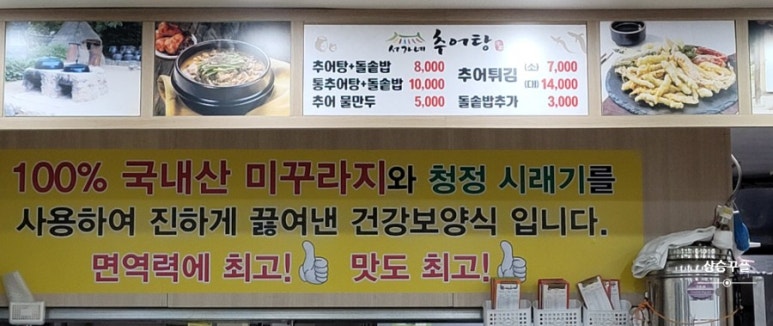 서가네 추어탕
추어탕+돌솥밥 8,000
통추어탕+돌솥밥 10,000
추어 물만두 5,000
추어튀김 (소) 7,000
(대) 14,000
돌솥밥추가 3,000
100% 국내산 미꾸라지와 청정 시래기를
사용하여 진하게 끓여낸 건강보양식 입니다.
면역력에 최고! 맛도 최고!
상승꾸플